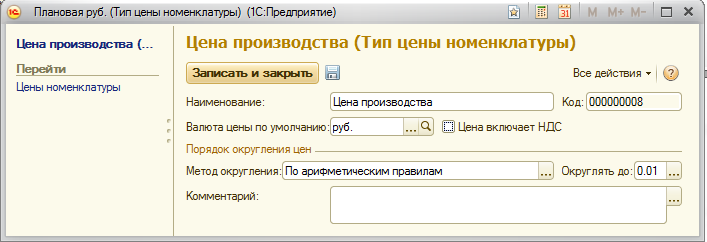 1С Плановая руб. (Тип цены номенклатуры) (1С:Предприятие) 31 M M+ M-
Цена производства (...
Перейти
Цены номенклатуры
Цена производства (Тип цены номенклатуры)
Записать и закрыть Все действия ?
Наименование: Цена производства Код: 000000008
Валюта цены по умолчанию: руб. ... Цена включает НДС
Порядок округления цен
Метод округления: По арифметическим правилам ... Округлять до: 0.01 ...
Комментарий: ...